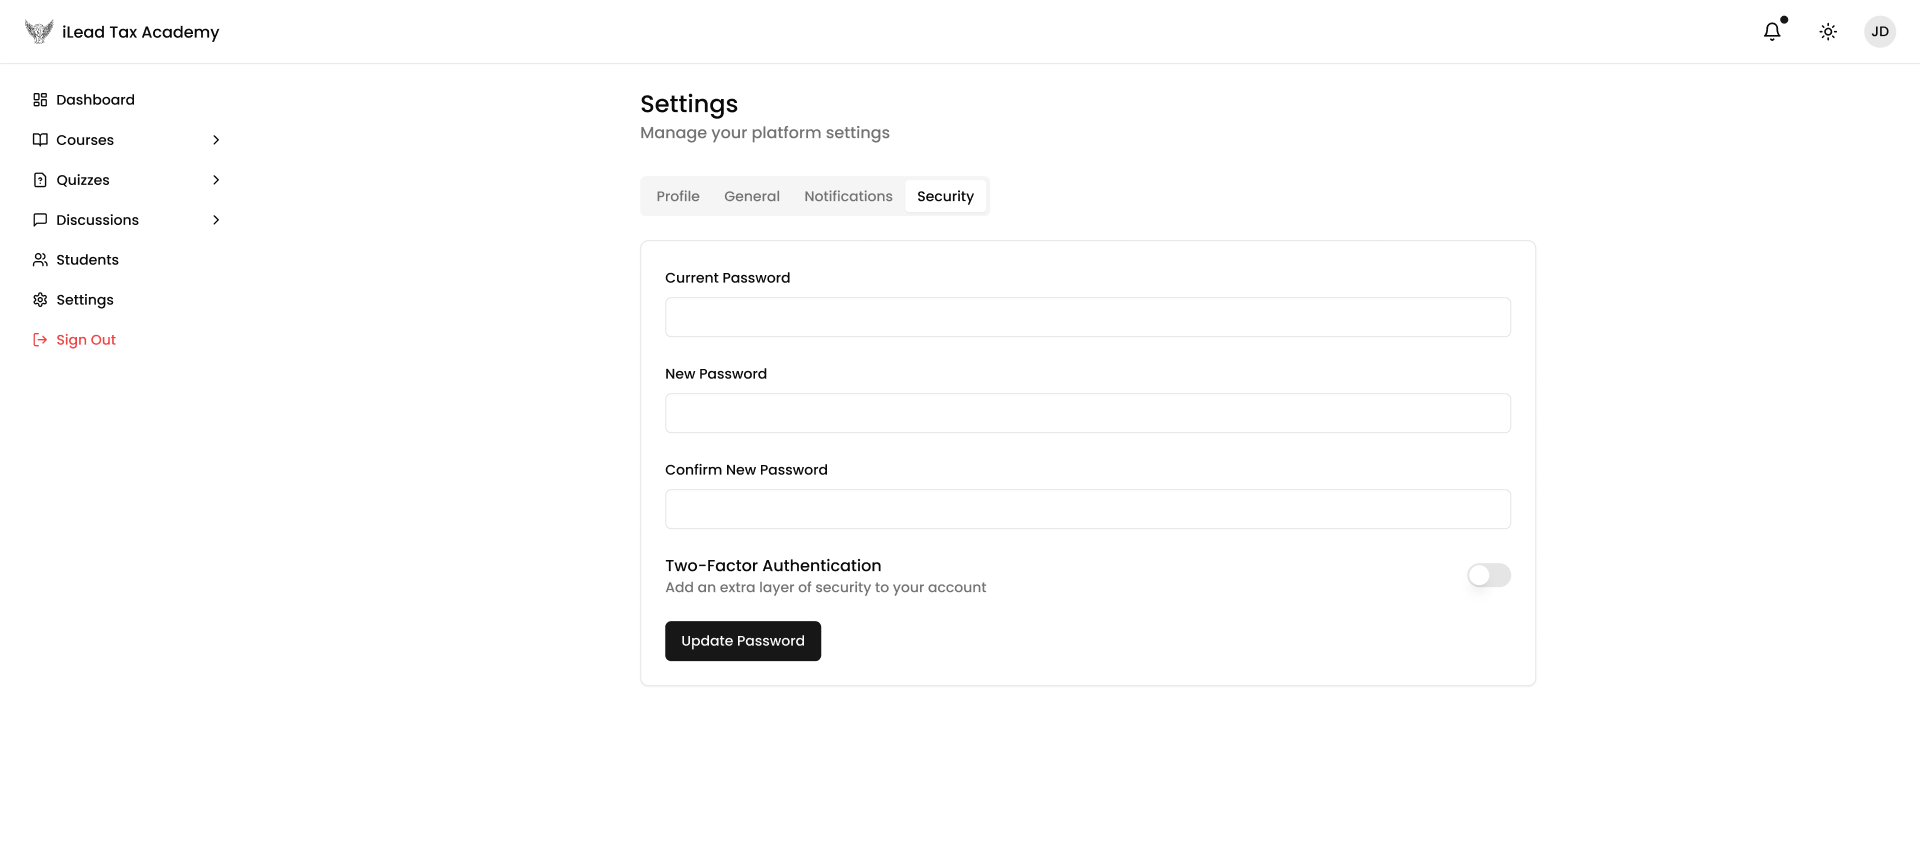 iLead Tax Academy
JD
Dashboard
Courses
Quizzes
Discussions
Students
Settings
Sign Out
Settings
Manage your platform settings
Profile General Notifications Security
Current Password
New Password
Confirm New Password
Two-Factor Authentication
Add an extra layer of security to your account
Update Password